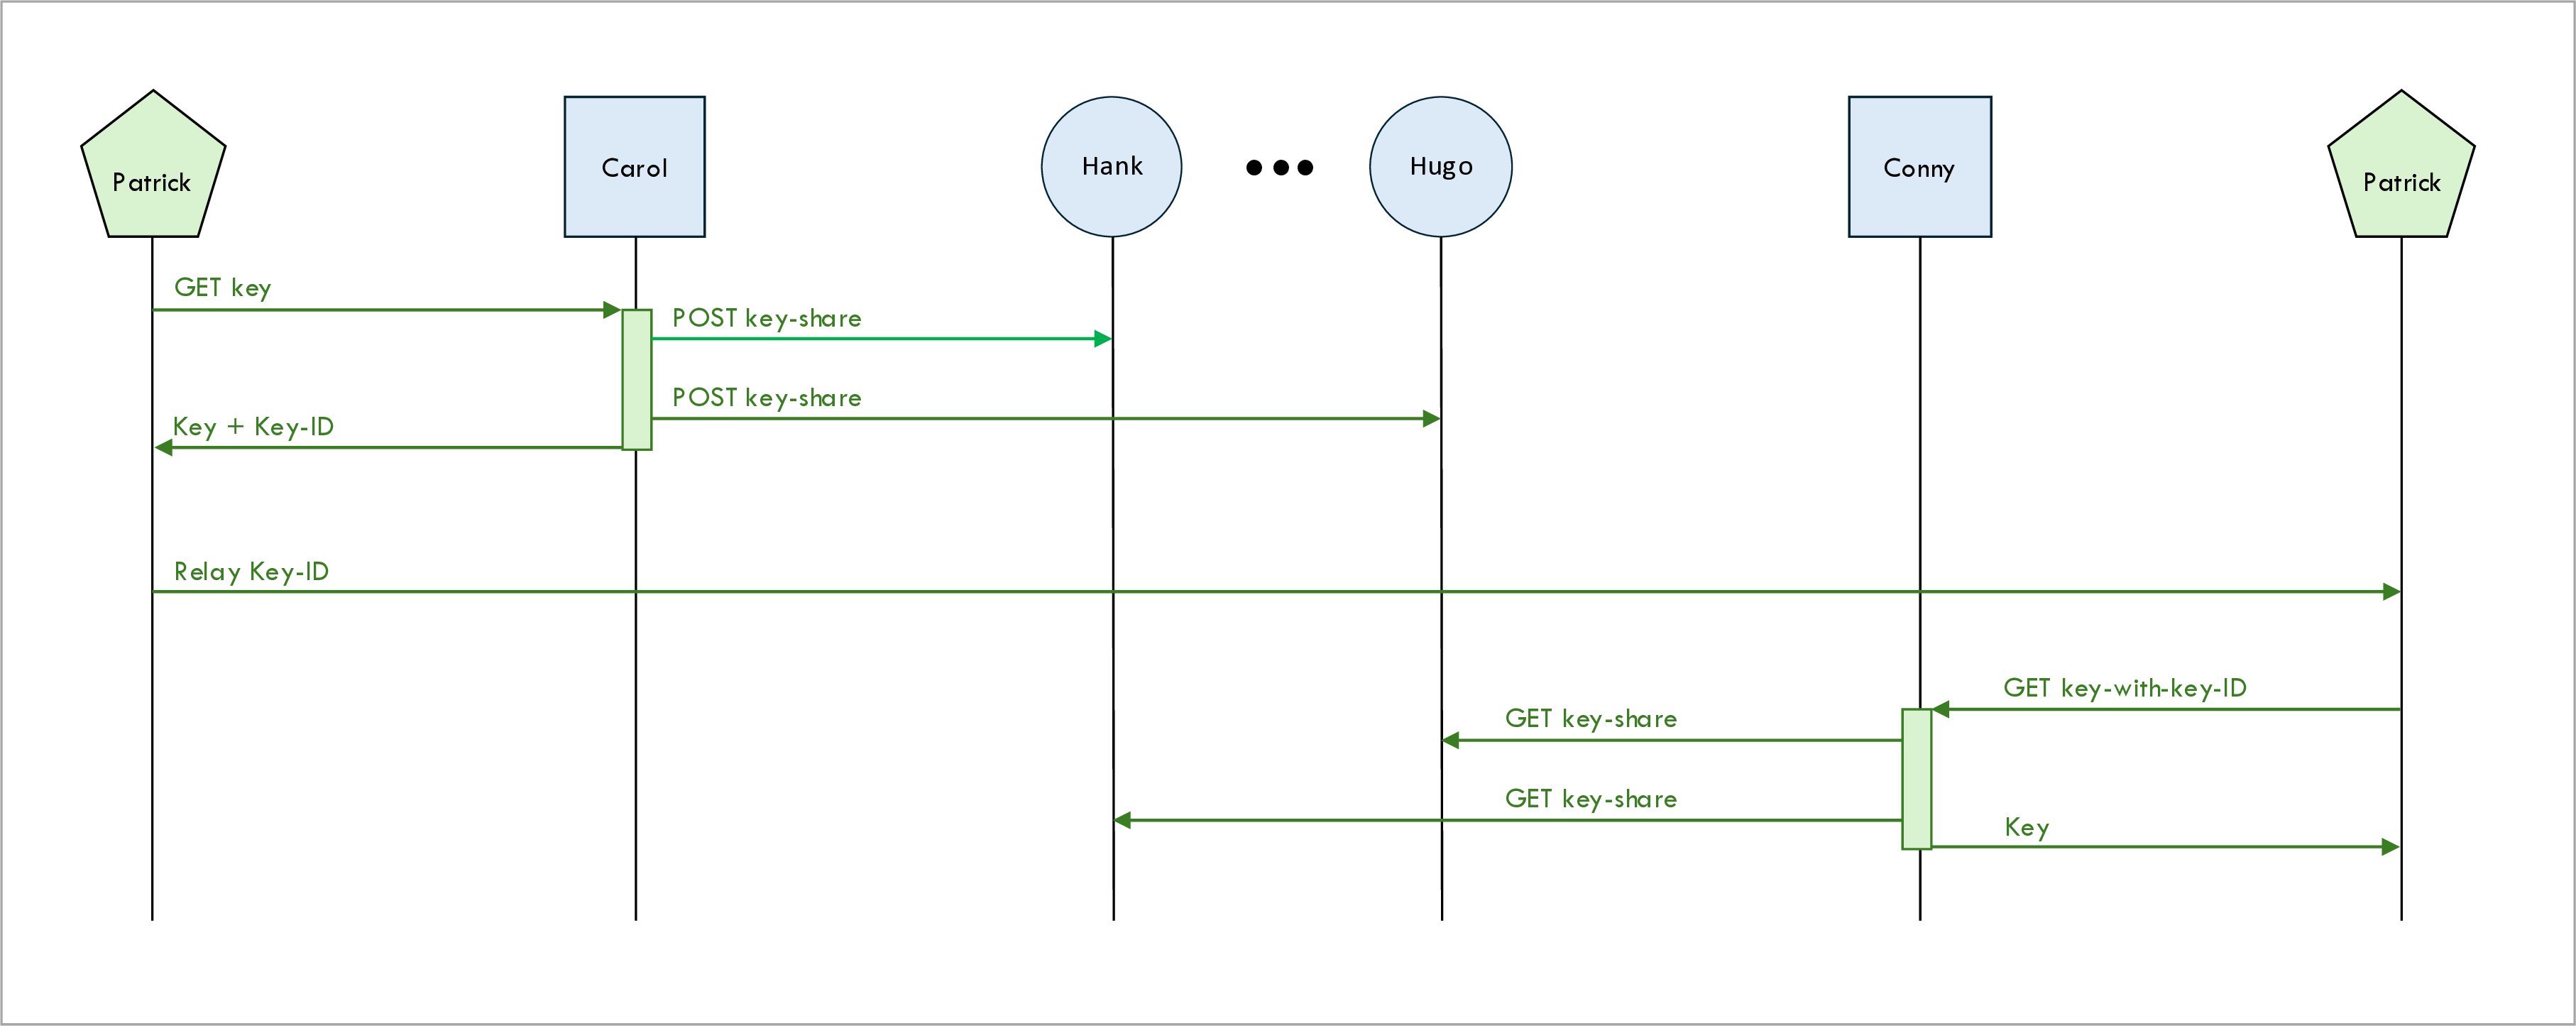 Patrick
Carol
Hank
Hugo
Conny
Patrick
GET key
POST key-share
POST key-share
Key + Key-ID
Relay Key-ID
GET key-with-key-ID
GET key-share
GET key-share
Key